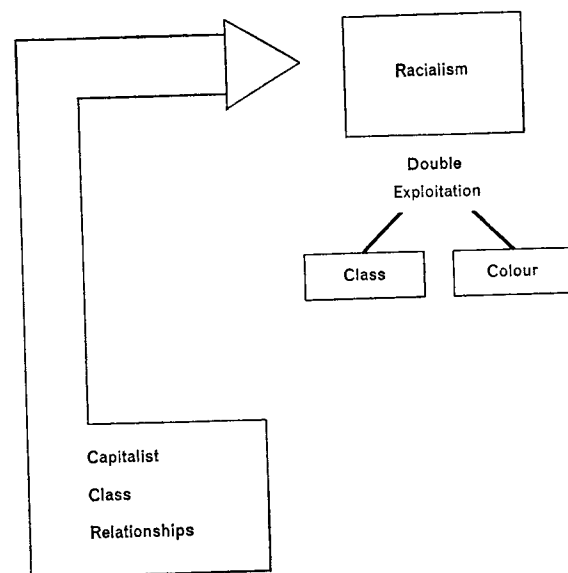 Racialism
Double
Exploitation
Class
Colour
Capitalist
Class
Relationships